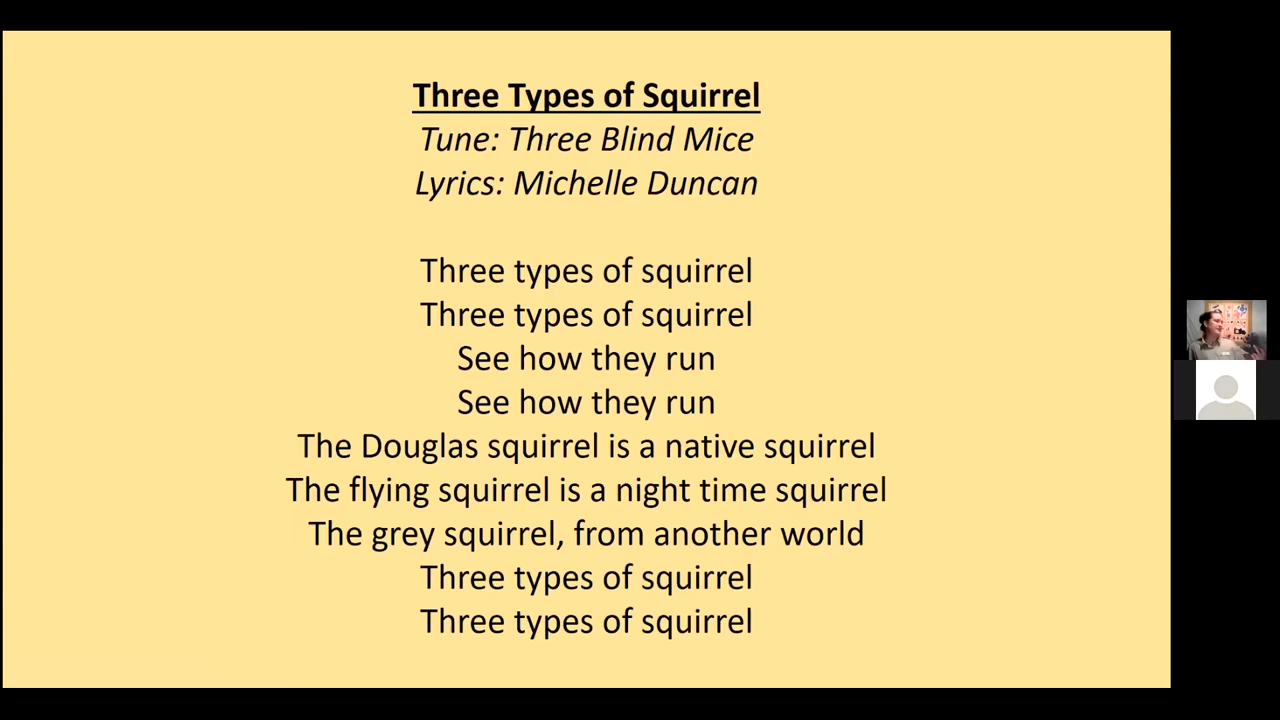 Three Types of Squirrel
Tune: Three Blind Mice
Lyrics: Michelle Duncan
Three types of squirrel
Three types of squirrel
See how they run
See how they run
The Douglas squirrel is a native squirrel
The flying squirrel is a night time squirrel
The grey squirrel, from another world
Three types of squirrel
Three types of squirrel